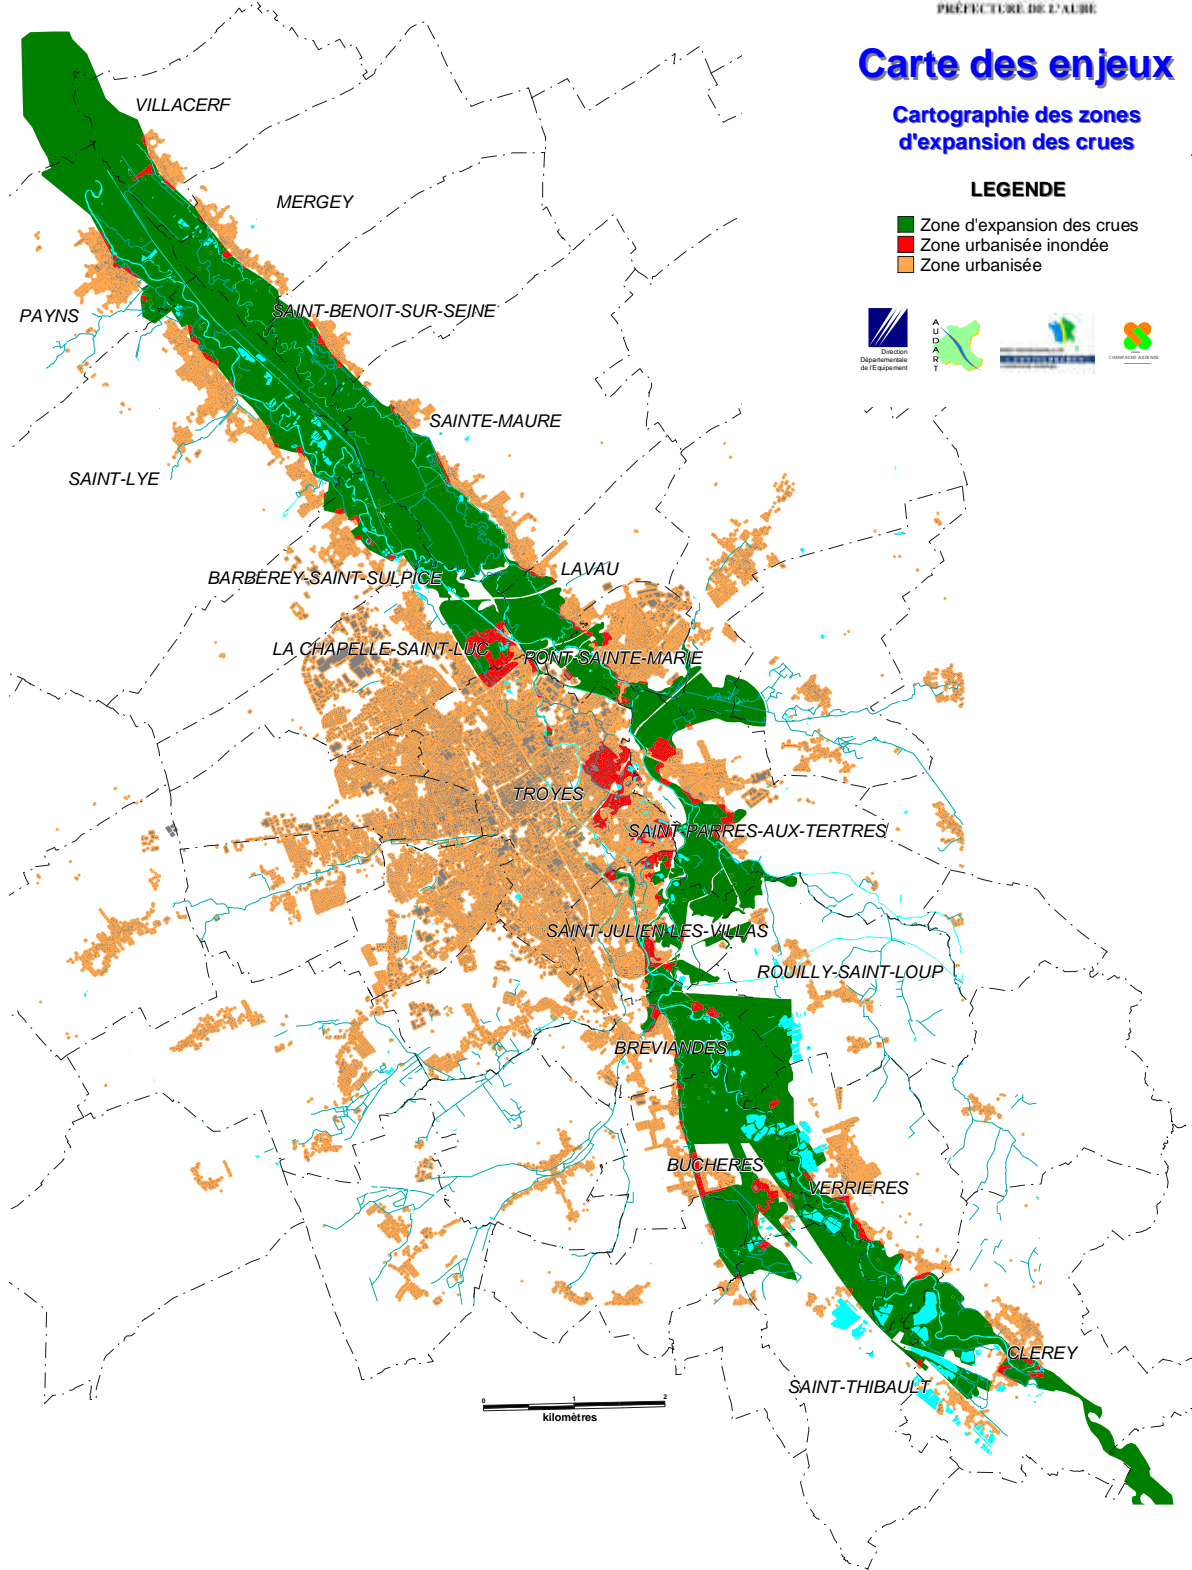 PRÉFECTURE DE L'AUBE
Carte des enjeux
Cartographie des zones
d'expansion des crues
LEGENDE
Zone d'expansion des crues
Zone urbanisée inondée
Zone urbanisée
Direction
Départementale
de l'Equipement
AUDART
CHAMPAGNE ARDENNE
VILLACERF
MERGEY
PAYNS
SAINT-BENOIT-SUR-SEINE
SAINTE-MAURE
SAINT-LYE
LAVAU
BARBEREY-SAINT-SULPICE
LA CHAPELLE-SAINT-LUC
PONT-SAINTE-MARIE
TROYES
SAINT-PARRES-AUX-TERTRES
SAINT-JULIEN-LES-VILLAS
ROUILLY-SAINT-LOUP
BREVIANDES
BUCHERES
VERRIERES
CLEREY
SAINT-THIBAULT
0 1 2
kilomètres